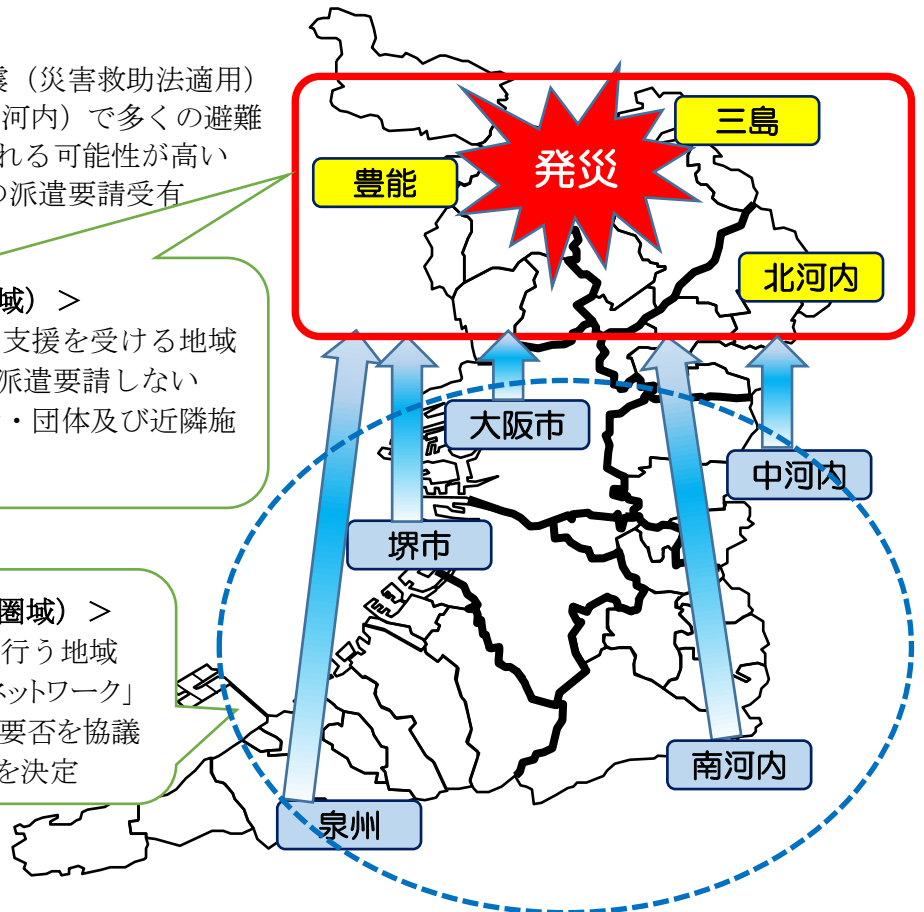 震（災害救助法適用）
河内）で多くの避難
れる可能性が高い
の派遣要請受有
三島
発災
豊能
北河内
域）＞
支援を受ける地域
派遣要請しない
・団体及び近隣施
大阪市
中河内
堺市
圏域）＞
行う地域
ネットワーク」
要否を協議
を決定
南河内
泉州